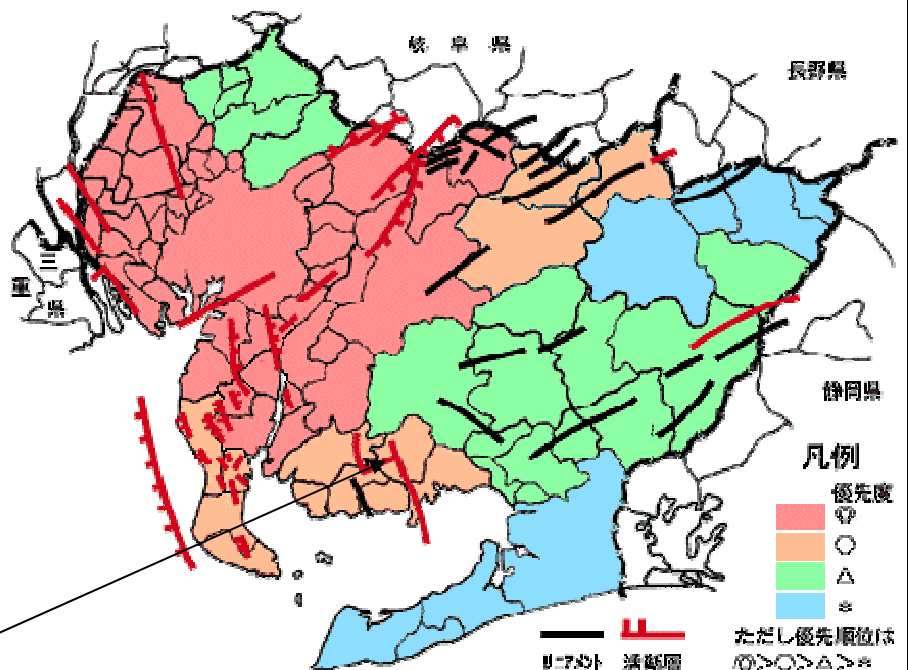 岐阜県
長野県
三重県
静岡県
凡例
優先度
◎
○
△
*
リニアメント
活断層
ただし優先順位は
◎>○>△>*